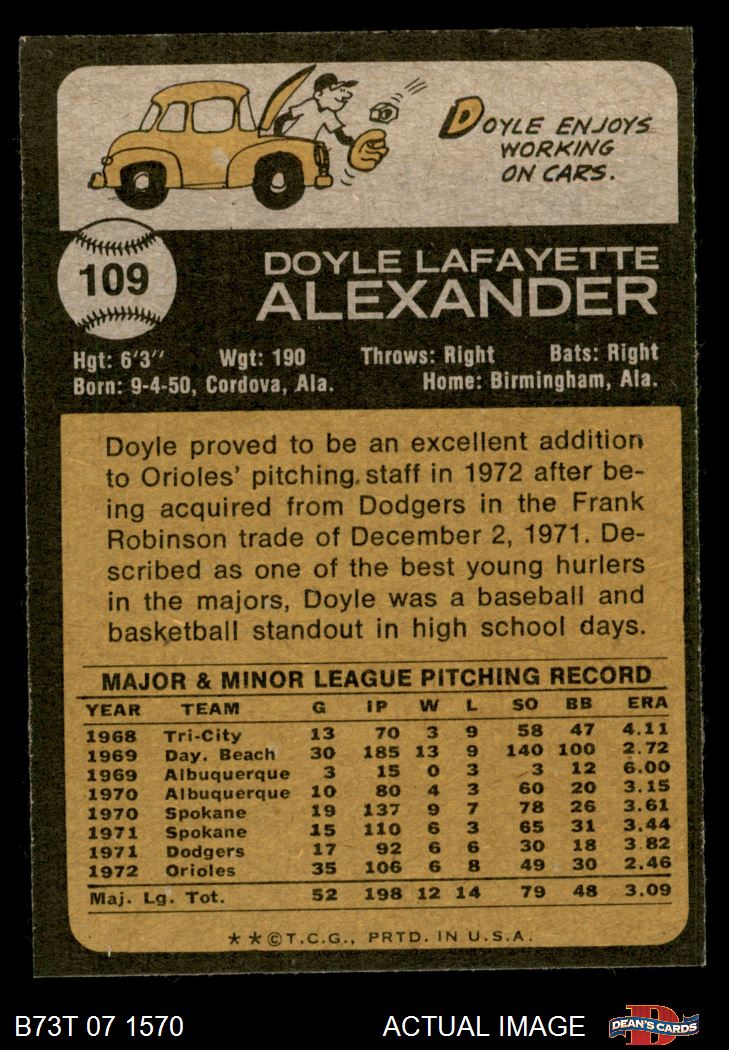 DOYLE ENJOYS
WORKING
ON CARS.
109
DOYLE LAFAYETTE
ALEXANDER
Hgt: 6'3" Wgt: 190 Throws: Right Bats: Right
Born: 9-4-50, Cordova, Ala. Home: Birmingham, Ala.
Doyle proved to be an excellent addition
to Orioles' pitching staff in 1972 after be-
ing acquired from Dodgers in the Frank
Robinson trade of December 2, 1971. De-
scribed as one of the best young hurlers
in the majors, Doyle was a baseball and
basketball standout in high school days.
MAJOR & MINOR LEAGUE PITCHING RECORD
YEAR TEAM G IP W L SO BB ERA
1968 Tri-City 13 70 3 9 58 47 4.11
1969 Day. Beach 30 185 13 9 140 100 2.72
1969 Albuquerque 3 15 0 3 3 12 6.00
1970 Albuquerque 10 80 4 3 60 20 3.15
1970 Spokane 19 137 9 7 78 26 3.61
1971 Spokane 15 110 6 3 65 31 3.44
1971 Dodgers 17 92 6 6 30 18 3.82
1972 Orioles 35 106 6 8 49 30 2.46
Maj. Lg. Tot. 52 198 12 14 79 48 3.09
* * © T.C.G., PRTD. IN U.S.A.
B73T 07 1570 ACTUAL IMAGE D DEAN'S CARDS